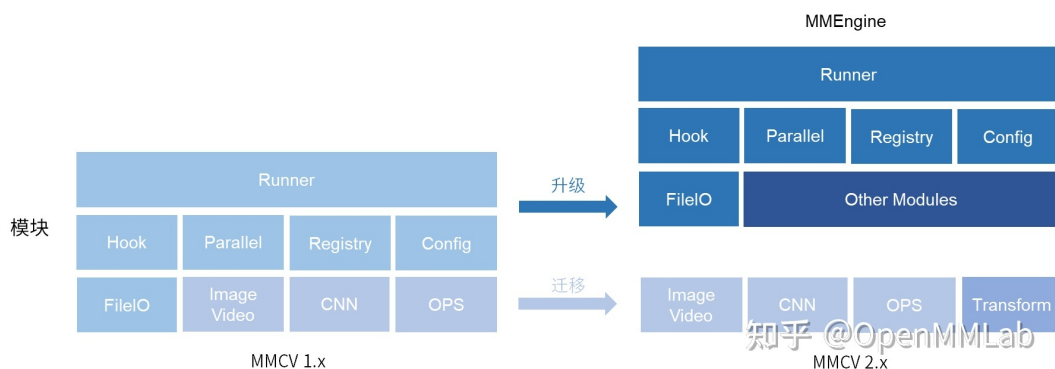 MMEngine
Runner
Hook
Parallel
Registry
Config
FileIO
Other Modules
模块
Runner
Hook
Parallel
Registry
Config
FileIO
Image
Video
CNN
OPS
MMCV 1.x
升级
迁移
Image
Video
CNN
OPS
Transform
MMCV 2.x
知乎 @OpenMMLab